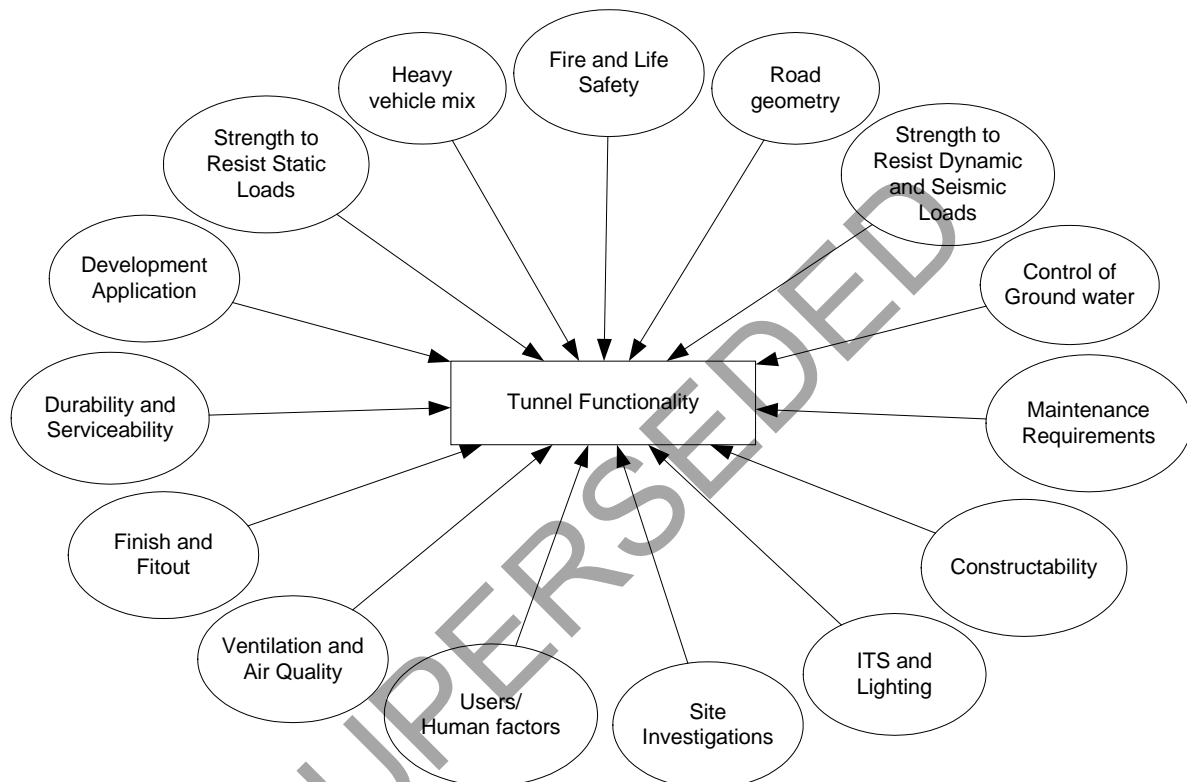 Fire and Life
Safety
Heavy
vehicle mix
Road
geometry
Strength to
Resist Static
Loads
Strength to
Resist Dynamic
and Seismic
Loads
Development
Application
Control of
Ground water
Tunnel Functionality
Durability and
Serviceability
Maintenance
Requirements
Finish and
Fitout
Constructability
Ventilation and
Air Quality
ITS and
Lighting
Users/
Human factors
Site
Investigations
UPERSEDED